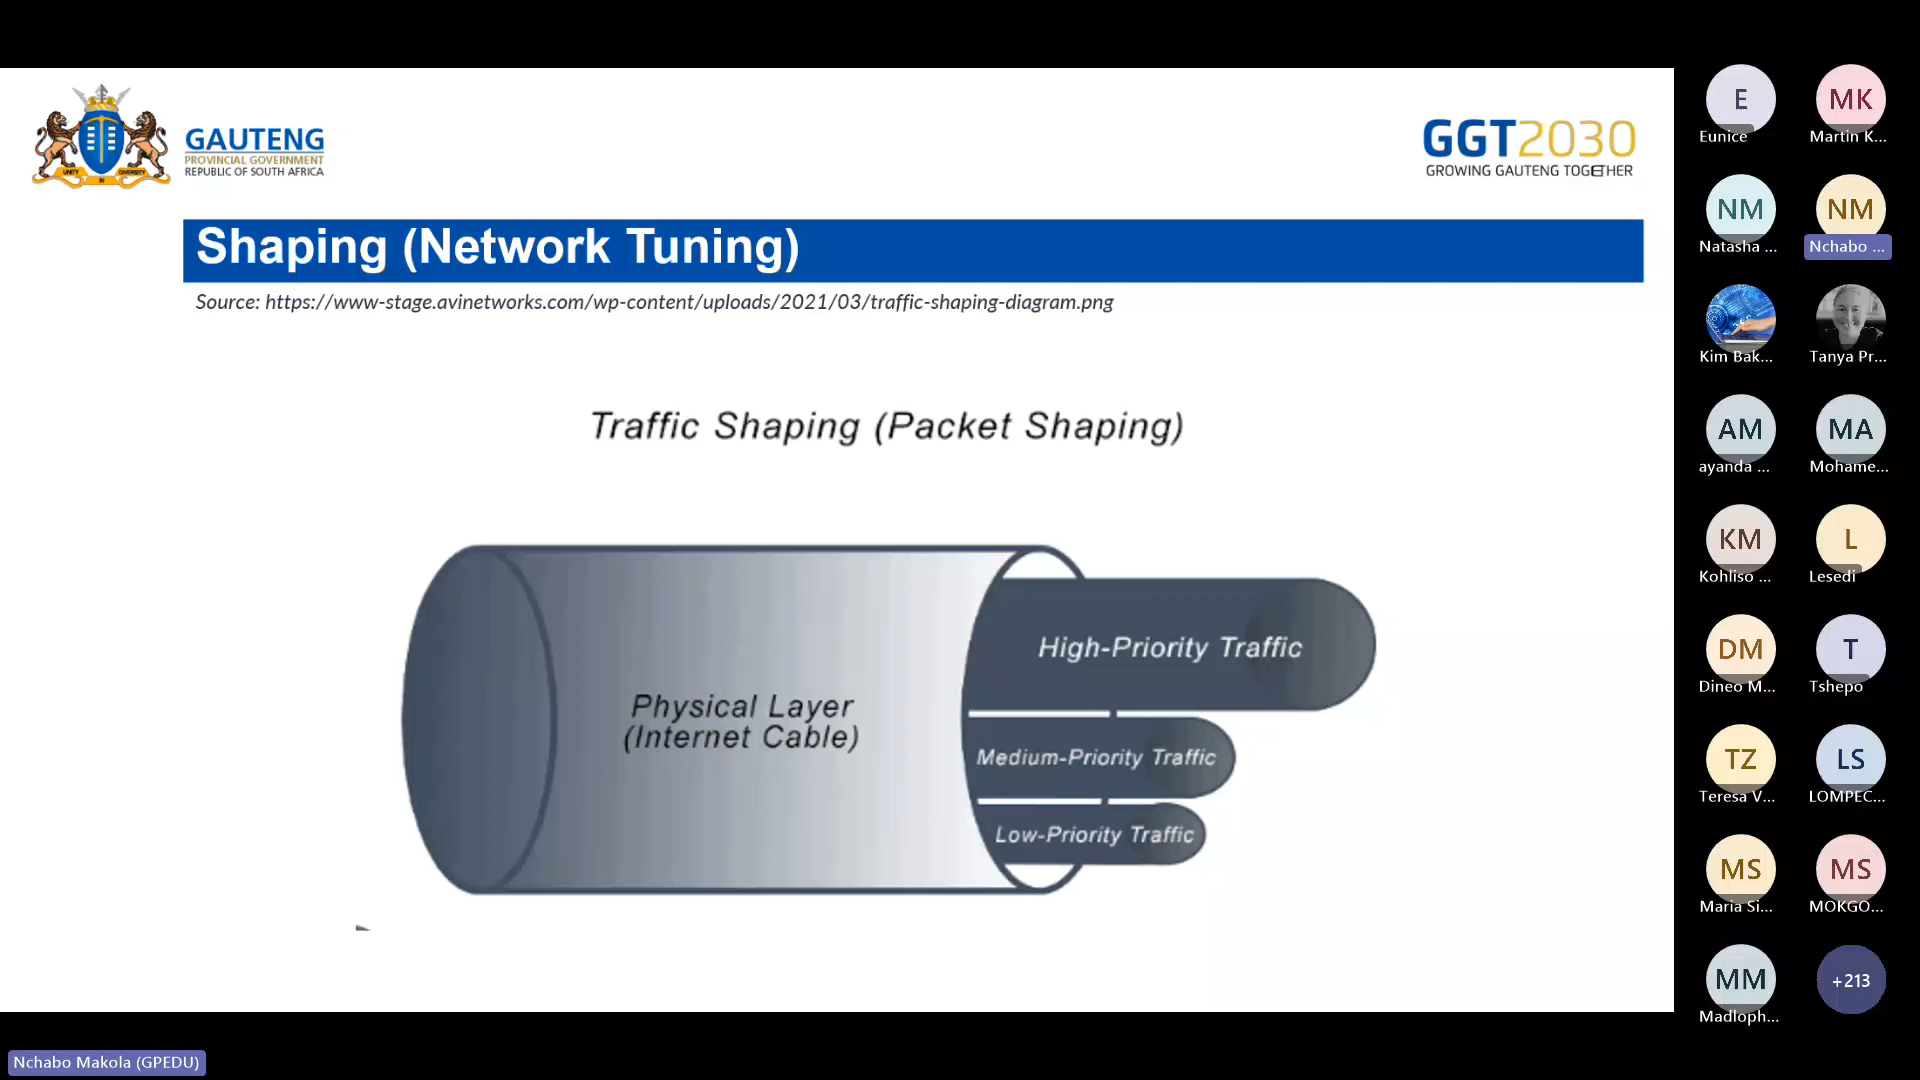 GAUTENG
PROVINCIAL GOVERNMENT
REPUBLIC OF SOUTH AFRICA
UNITY IN DIVERSITY
GGT2030
GROWING GAUTENG TOGETHER
Shaping (Network Tuning)
Source: https://www-stage.avinetworks.com/wp-content/uploads/2021/03/traffic-shaping-diagram.png
Traffic Shaping (Packet Shaping)
Physical Layer
(Internet Cable)
High-Priority Traffic
Medium-Priority Traffic
Low-Priority Traffic
E
Eunice
MK
Martin K...
NM
Natasha ...
NM
Nchabo ...
Kim Bak...
Tanya Pr...
AM
ayanda ...
MA
Mohame...
KM
Kohliso ...
L
Lesedi
DM
Dineo M...
T
Tshepo
TZ
Teresa V...
LS
LOMPEC...
MS
Maria Si...
MS
MOKGO...
MM
Madloph...
+213
Nchabo Makola (GPEDU)